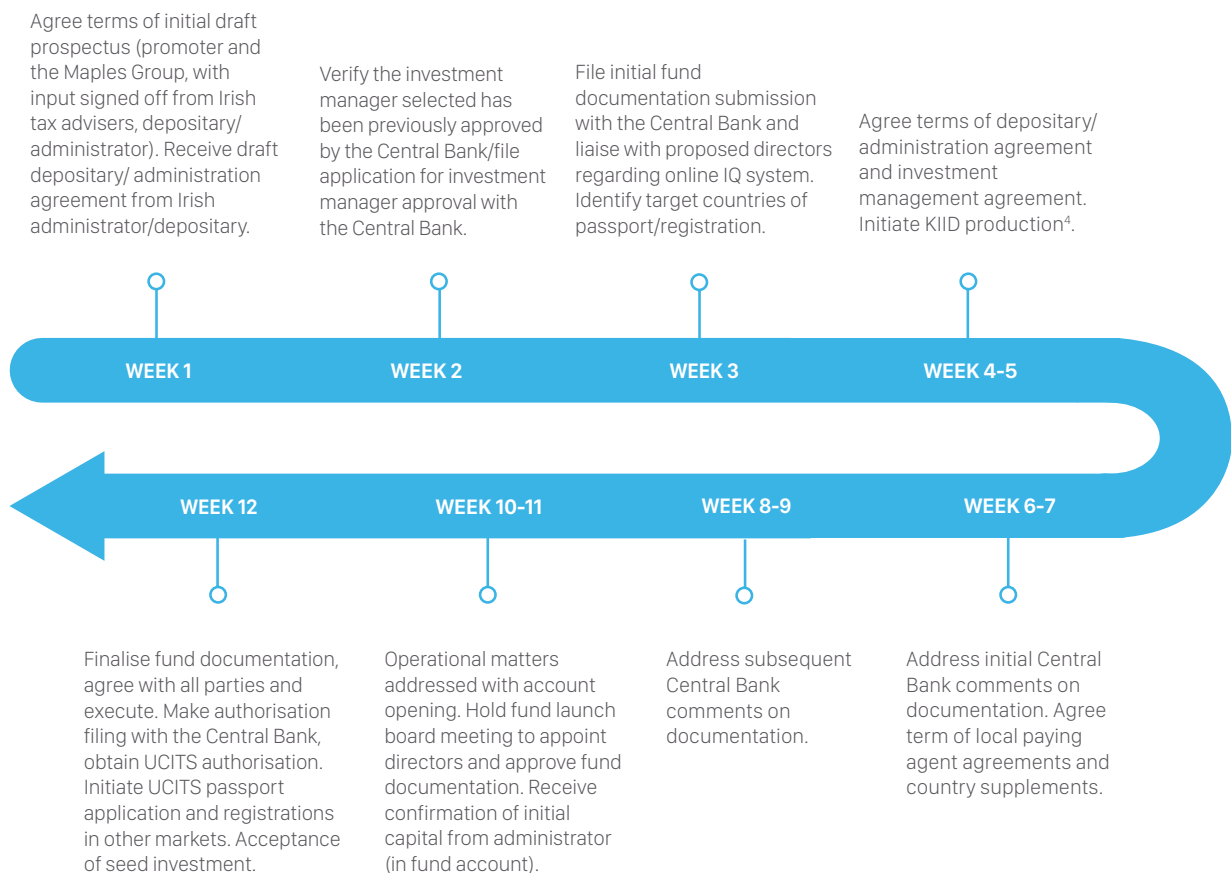 Agree terms of initial draft
prospectus (promoter and
the Maples Group, with
input signed off from Irish
tax advisers, depositary/
administrator). Receive draft
depositary/ administration
agreement from Irish
administrator/depositary.
Verify the investment
manager selected has
been previously approved
by the Central Bank/file
application for investment
manager approval with
the Central Bank.
File initial fund
documentation submission
with the Central Bank and
liaise with proposed directors
regarding online IQ system.
Identify target countries of
passport/registration.
Agree terms of depositary/
administration agreement
and investment
management agreement.
Initiate KIID production⁴.
WEEK 1
WEEK 2
WEEK 3
WEEK 4-5
WEEK 12
WEEK 10-11
WEEK 8-9
WEEK 6-7
Finalise fund documentation,
agree with all parties and
execute. Make authorisation
filing with the Central Bank,
obtain UCITS authorisation.
Initiate UCITS passport
application and registrations
in other markets. Acceptance
of seed investment.
Operational matters
addressed with account
opening. Hold fund launch
board meeting to appoint
directors and approve fund
documentation. Receive
confirmation of initial
capital from administrator
(in fund account).
Address subsequent
Central Bank
comments on
documentation.
Address initial Central
Bank comments on
documentation. Agree
term of local paying
agent agreements and
country supplements.